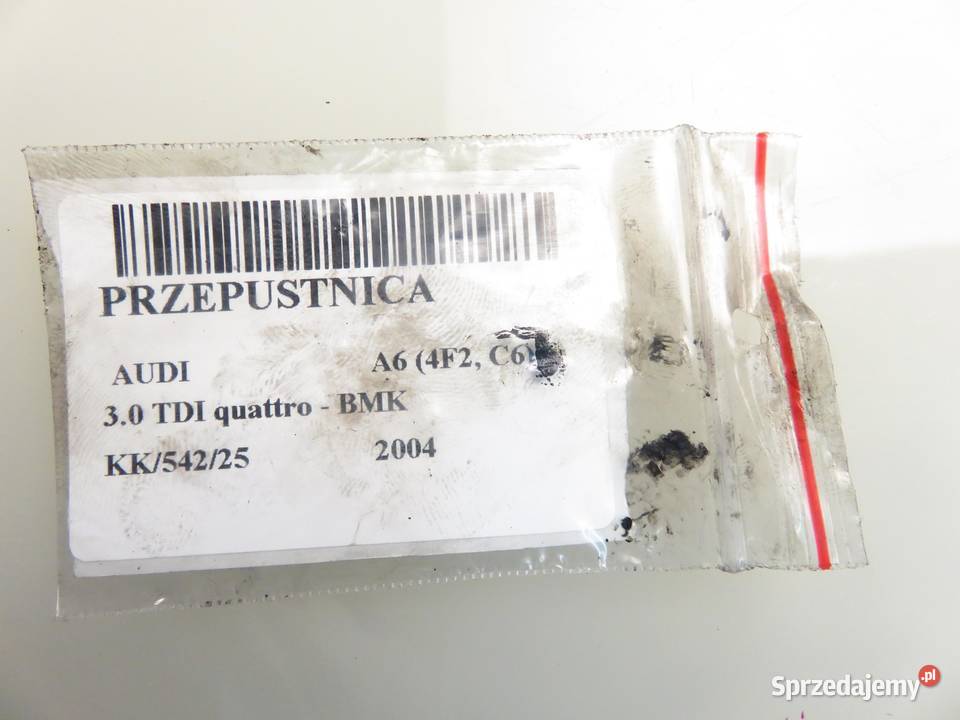 PRZEPUSTNICA
AUDI A6 (4F2, C6)
3.0 TDI quattro - BMK
KK/542/25 2004
Sprzedajemy.pl